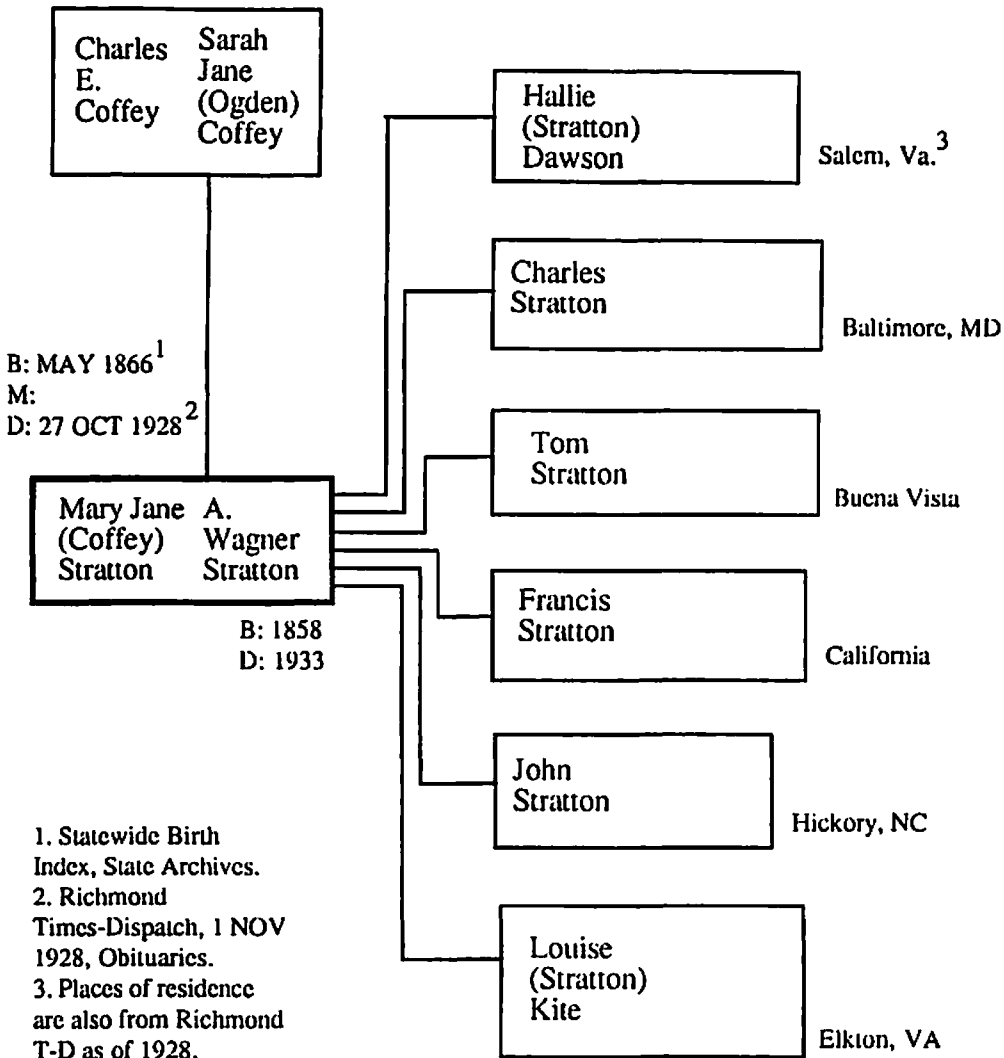 Charles
E.
Coffey
Sarah
Jane
(Ogden)
Coffey
Hallie
(Stratton)
Dawson
Salem, Va.3
Charles
Stratton
Baltimore, MD
B: MAY 18661
M:
D: 27 OCT 19282
Tom
Stratton
Buena Vista
Mary Jane
(Coffey)
Stratton
A.
Wagner
Stratton
B: 1858
D: 1933
Francis
Stratton
California
John
Stratton
Hickory, NC
1. Statewide Birth
Index, State Archives.
2. Richmond
Times-Dispatch, 1 NOV
1928, Obituaries.
3. Places of residence
are also from Richmond
T-D as of 1928.
Louise
(Stratton)
Kite
Elkton, VA